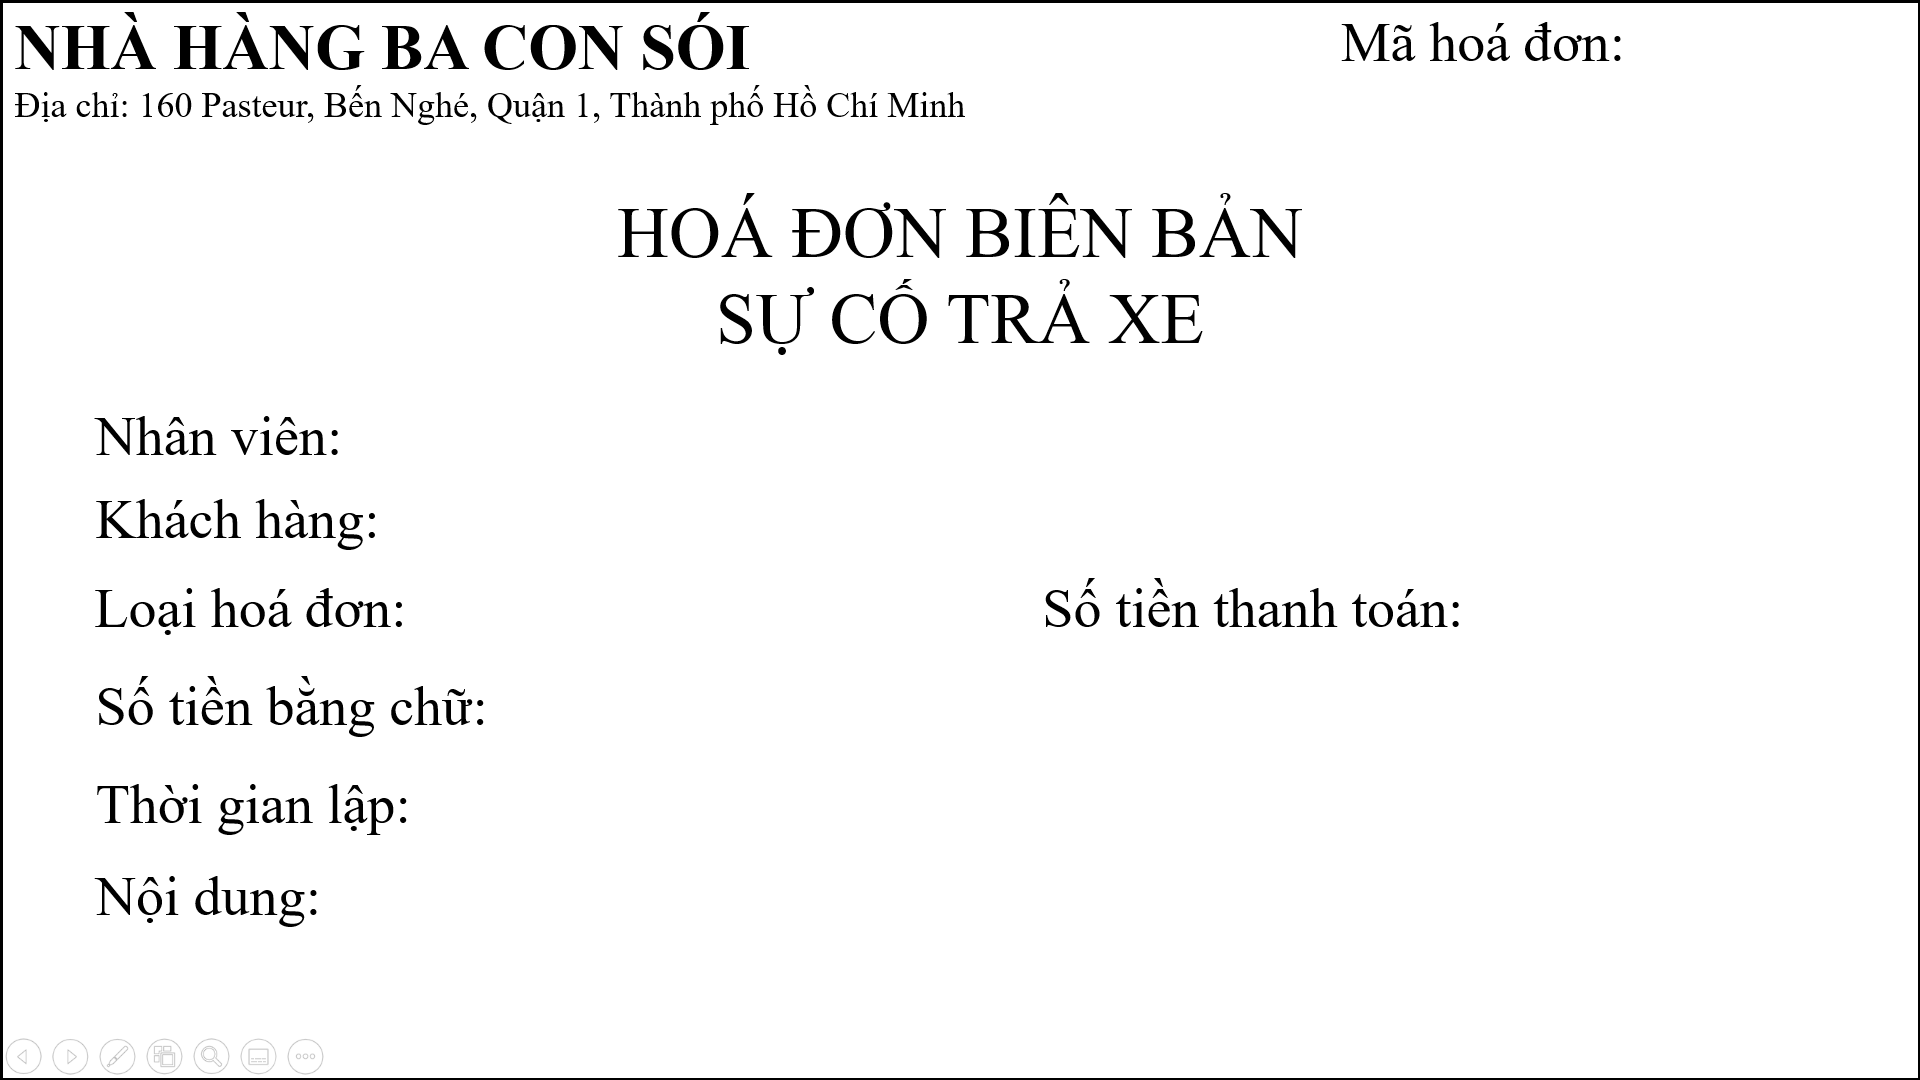 NHÀ HÀNG BA CON SÓI
Mã hoá đơn:
Địa chỉ: 160 Pasteur, Bến Nghé, Quận 1, Thành phố Hồ Chí Minh
HOÁ ĐƠN BIÊN BẢN
SỰ CỐ TRẢ XE
Nhân viên:
Khách hàng:
Loại hoá đơn:
Số tiền thanh toán:
Số tiền bằng chữ:
Thời gian lập:
Nội dung: